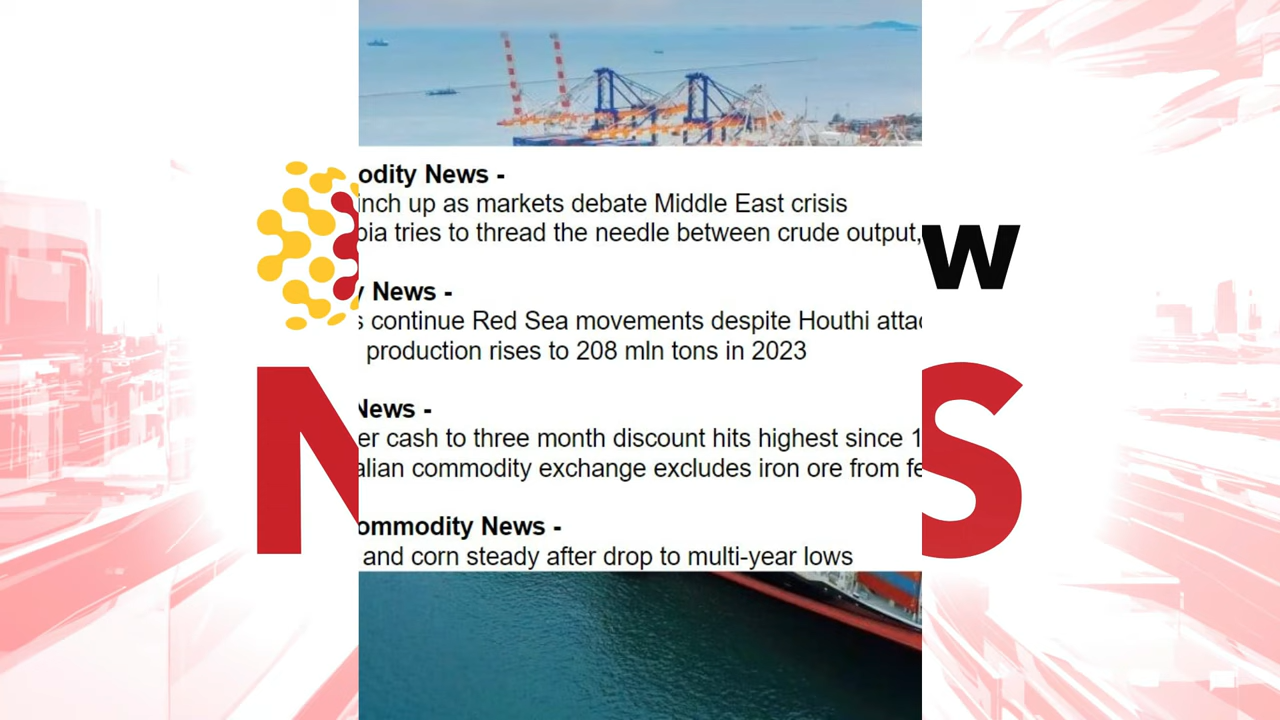 odity News -
inch up as markets debate Middle East crisis
bia tries to thread the needle between crude output,
w
y News -
s continue Red Sea movements despite Houthi attac
production rises to 208 mln tons in 2023
N S
News -
er cash to three month discount hits highest since 1
alian commodity exchange excludes iron ore from fe
ommodity News -
and corn steady after drop to multi-year lows